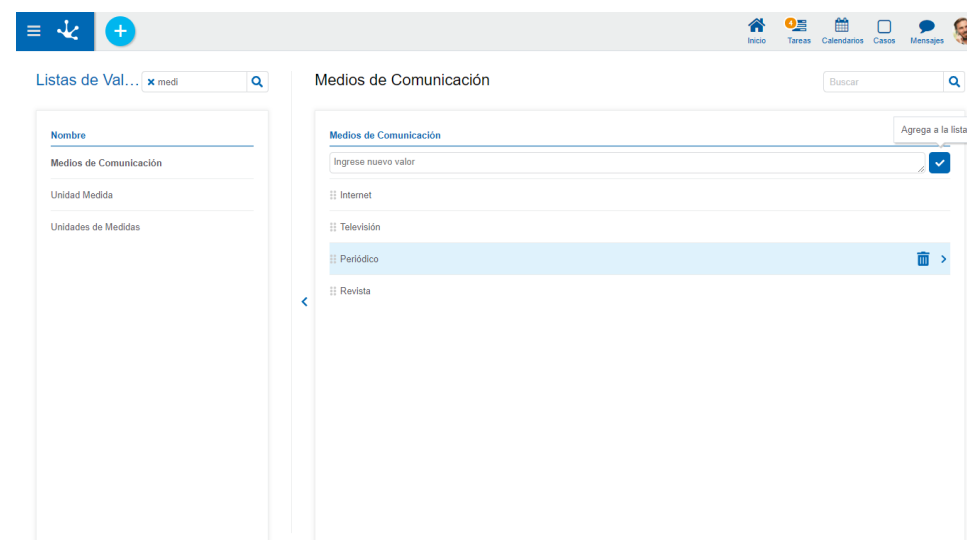 4
Inicio Tareas Calendarios Casos Mensajes
Listas de Val... × medi
Medios de Comunicación
Buscar
Agrega a la lista
Nombre
Medios de Comunicación
Unidad Medida
Unidades de Medidas
Medios de Comunicación
Ingrese nuevo valor
Internet
Televisión
Periódico
Revista